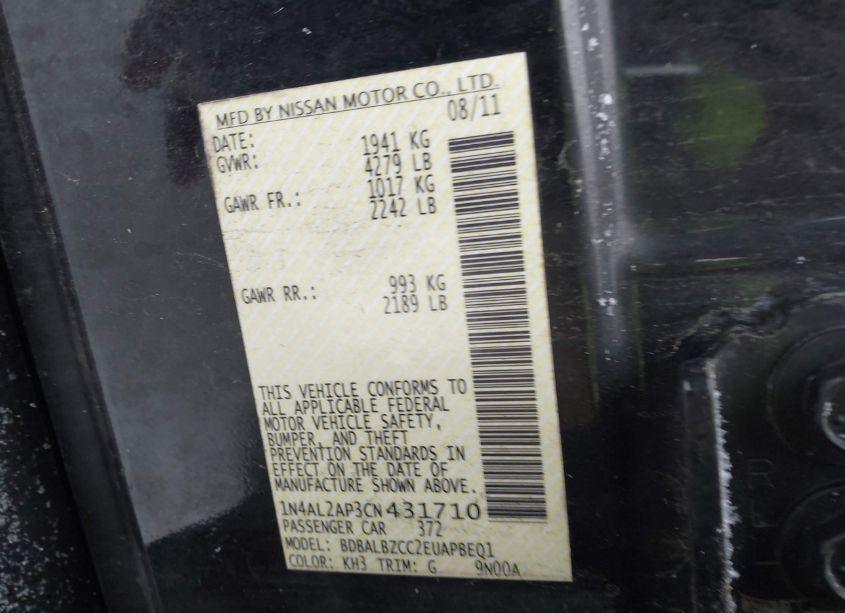 MFD BY NISSAN MOTOR CO., LTD.
DATE: 08/11
GVWR: 1941 KG
4279 LB
GAWR FR.: 1017 KG
2242 LB
GAWR RR.: 993 KG
2189 LB
THIS VEHICLE CONFORMS TO
ALL APPLICABLE FEDERAL
MOTOR VEHICLE SAFETY,
BUMPER, AND THEFT
PREVENTION STANDARDS IN
EFFECT ON THE DATE OF
MANUFACTURE SHOWN ABOVE.
1N4AL2AP3CN431710
PASSENGER CAR 372
MODEL: BDBALBZCC2EUAPBEQ1
COLOR: KH3 TRIM: G 9N00A
R
L